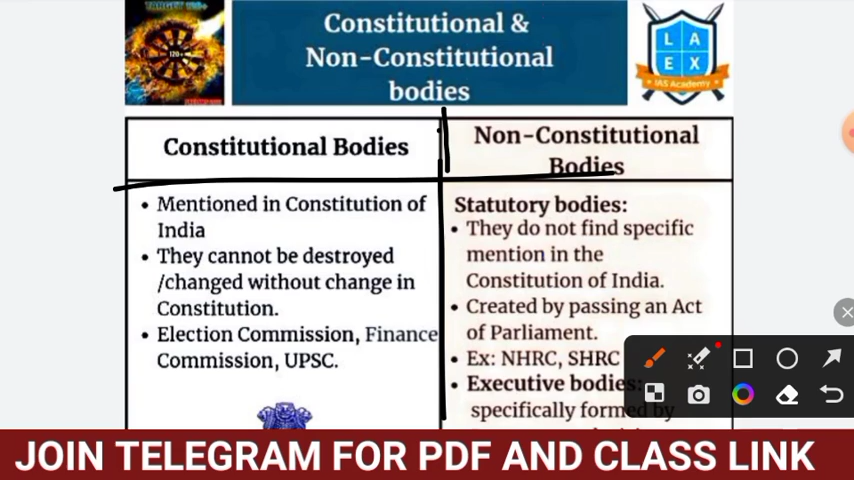 TARGET 120+
120+
Constitutional &
Non-Constitutional
bodies
L A
E X
IAS Academy
Constitutional Bodies
Non-Constitutional
Bodies
• Mentioned in Constitution of
India
• They cannot be destroyed
/changed without change in
Constitution.
• Election Commission, Finance
Commission, UPSC.
Statutory bodies:
• They do not find specific
mention in the
Constitution of India.
• Created by passing an Act
of Parliament.
• Ex: NHRC, SHRC
• Executive bodies:
specifically formed by
JOIN TELEGRAM FOR PDF AND CLASS LINK